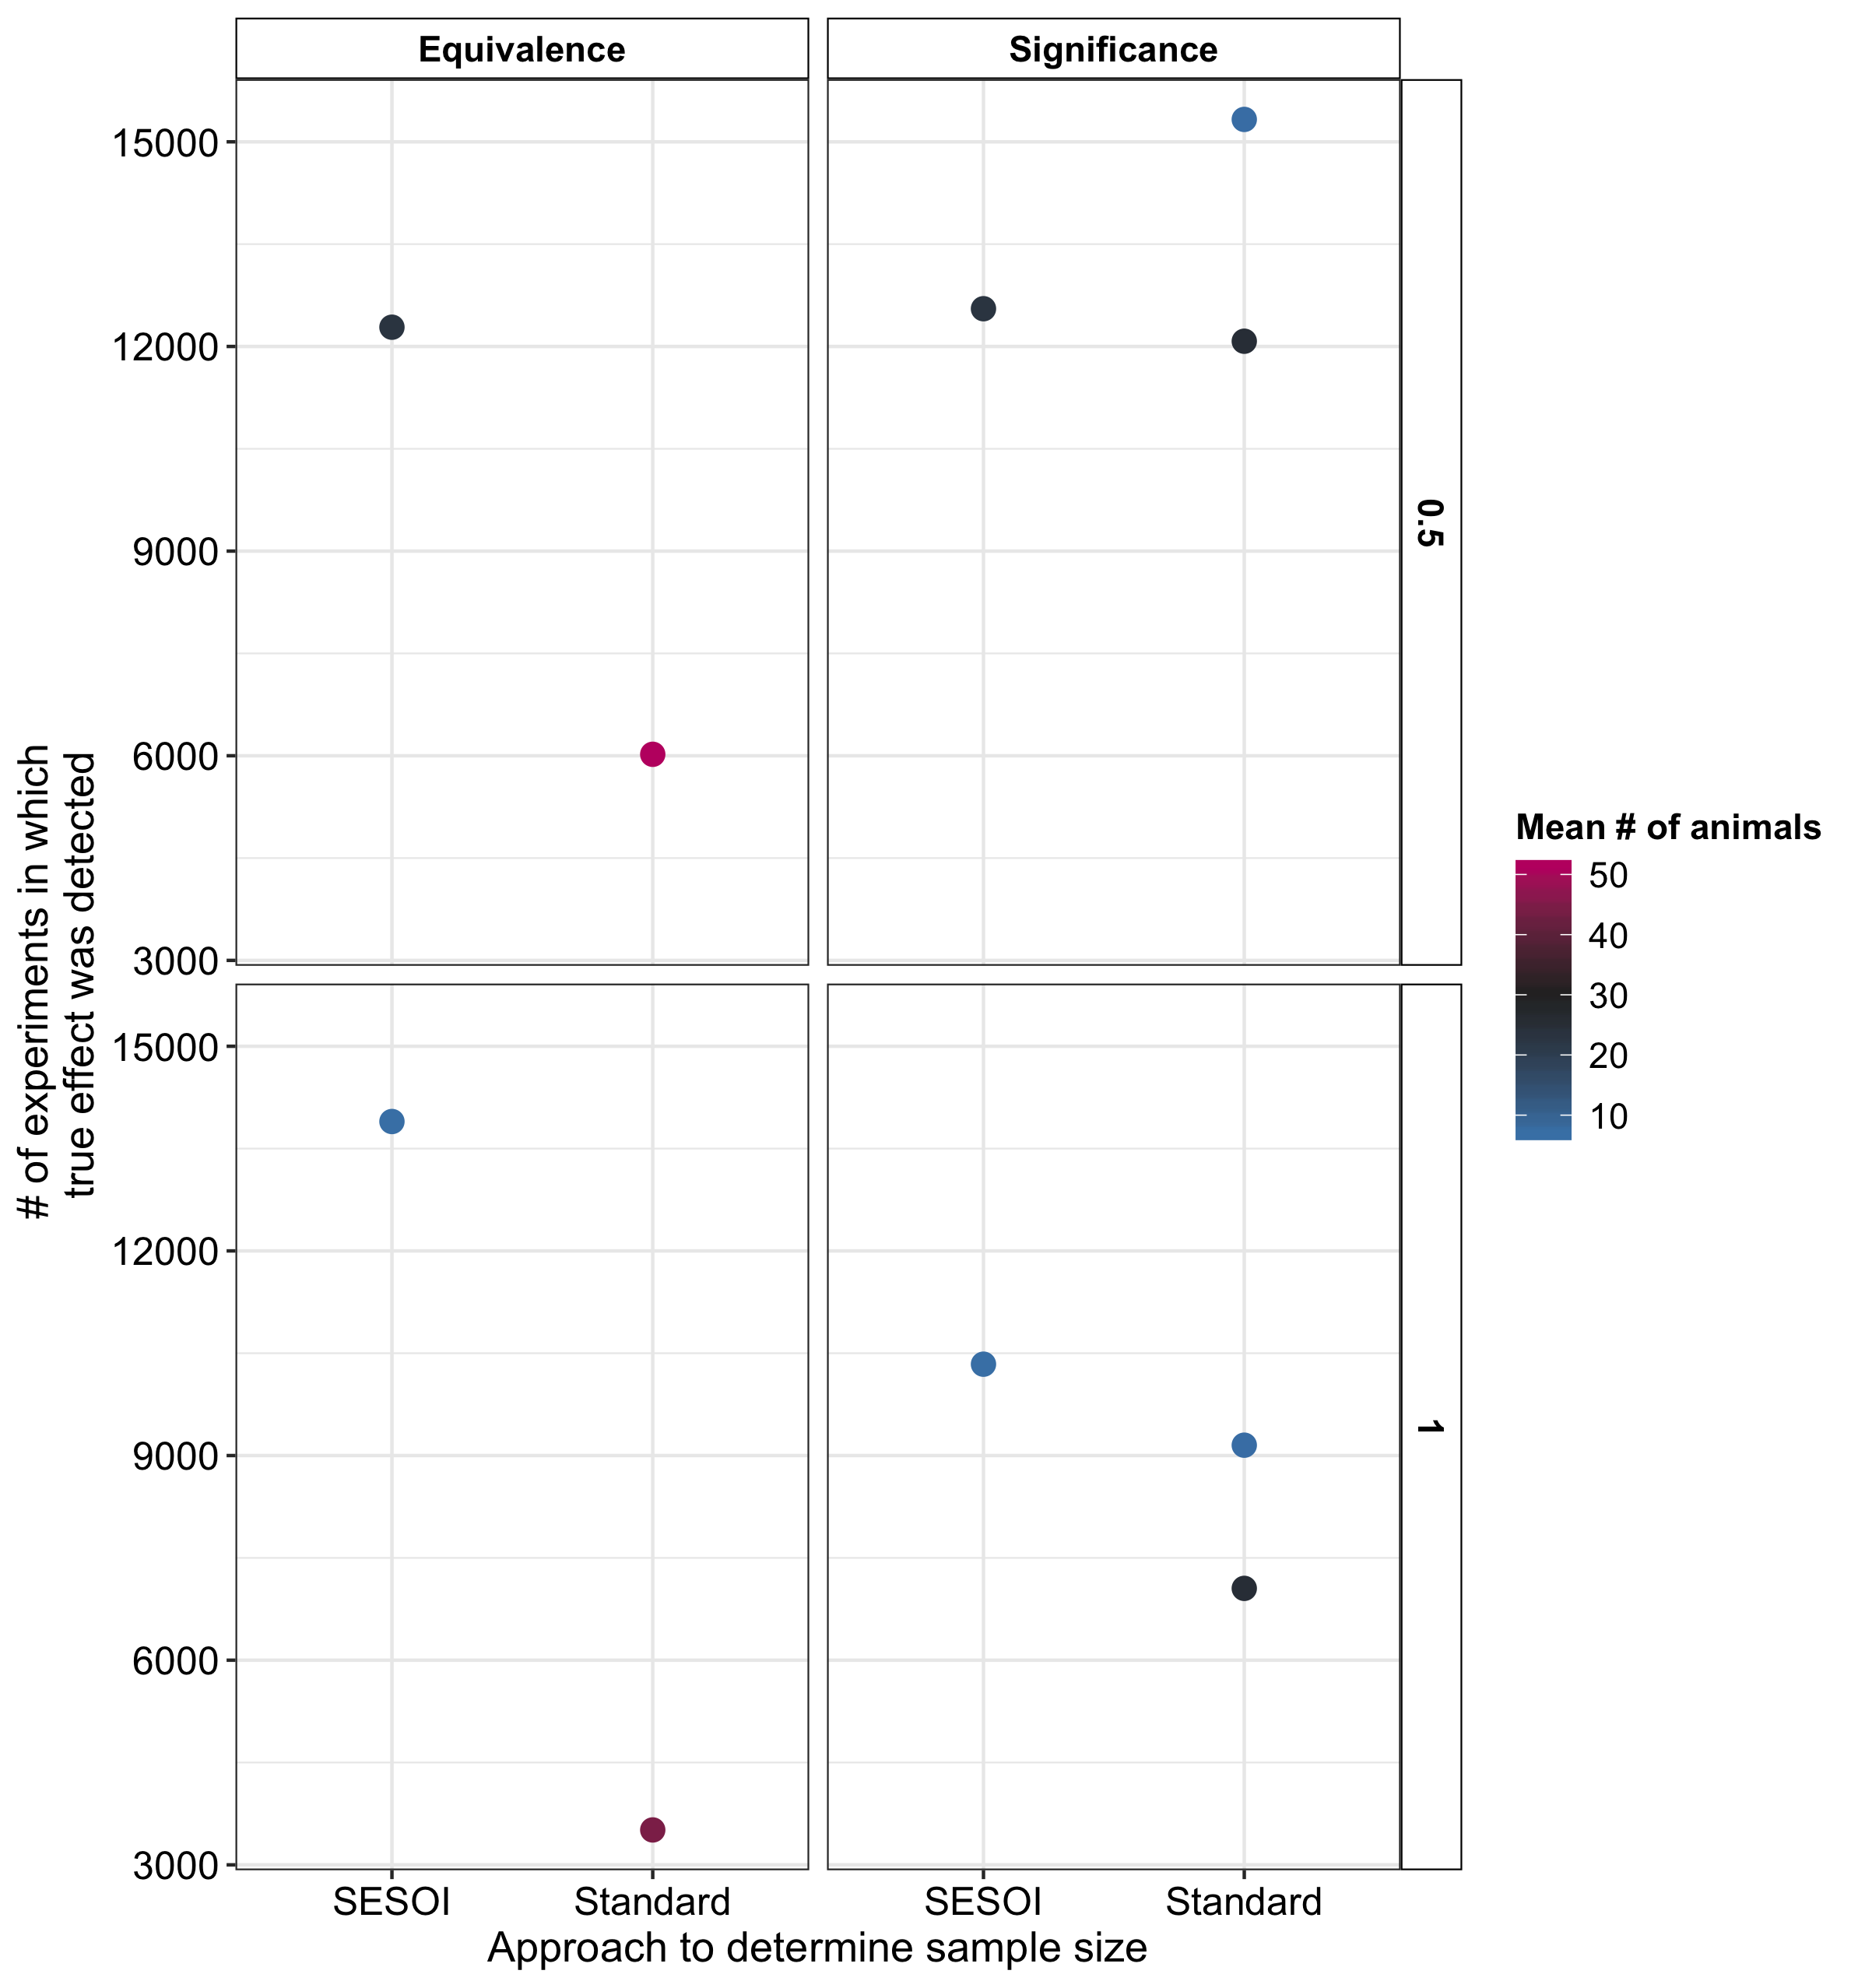 Equivalence
Significance
15000
12000
9000
6000
3000
0.5
15000
12000
9000
6000
3000
1
# of experiments in which
true effect was detected
SESOI
Standard
SESOI
Standard
Approach to determine sample size
Mean # of animals
50
40
30
20
10